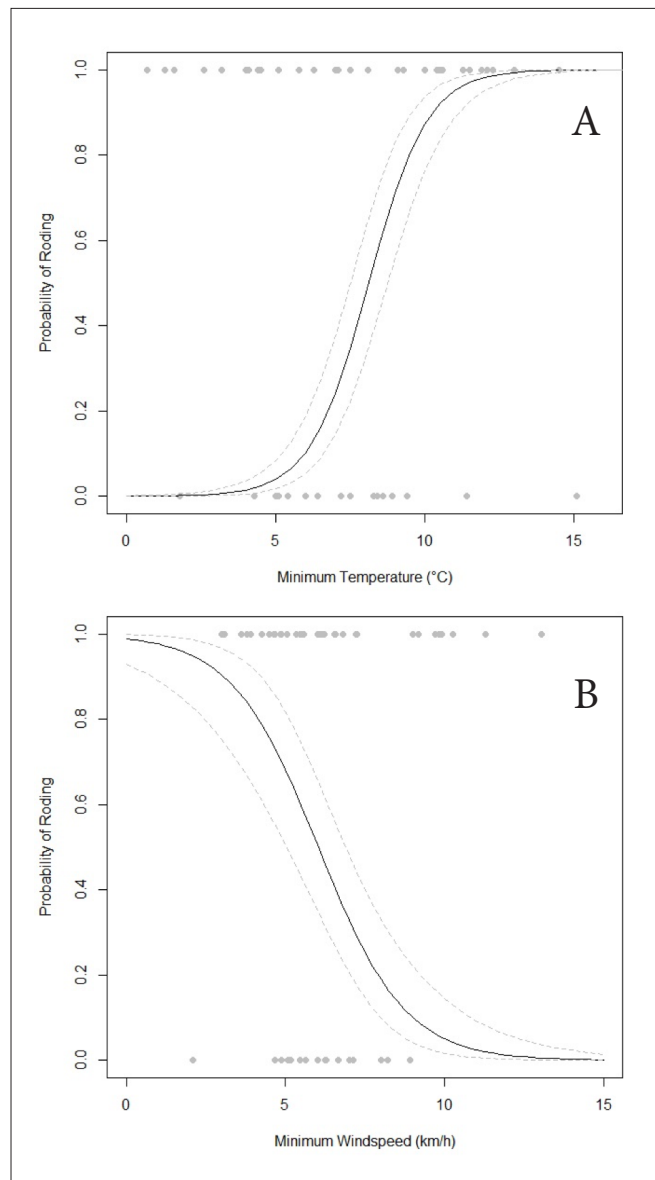 A
Probability of Roding
0.0 0.2 0.4 0.6 0.8 1.0
0 5 10 15
Minimum Temperature (°C)
B
Probability of Roding
0.0 0.2 0.4 0.6 0.8 1.0
0 5 10 15
Minimum Windspeed (km/h)